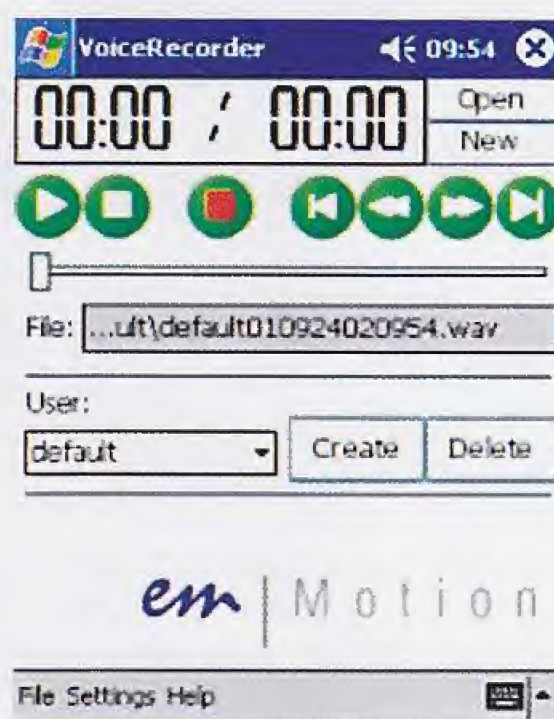 VoiceRecorder 09:54
00:00 / 00:00
Open
New
File: ...ult\default010924020954.wav
User:
default Create Delete
em | Motion
File Settings Help